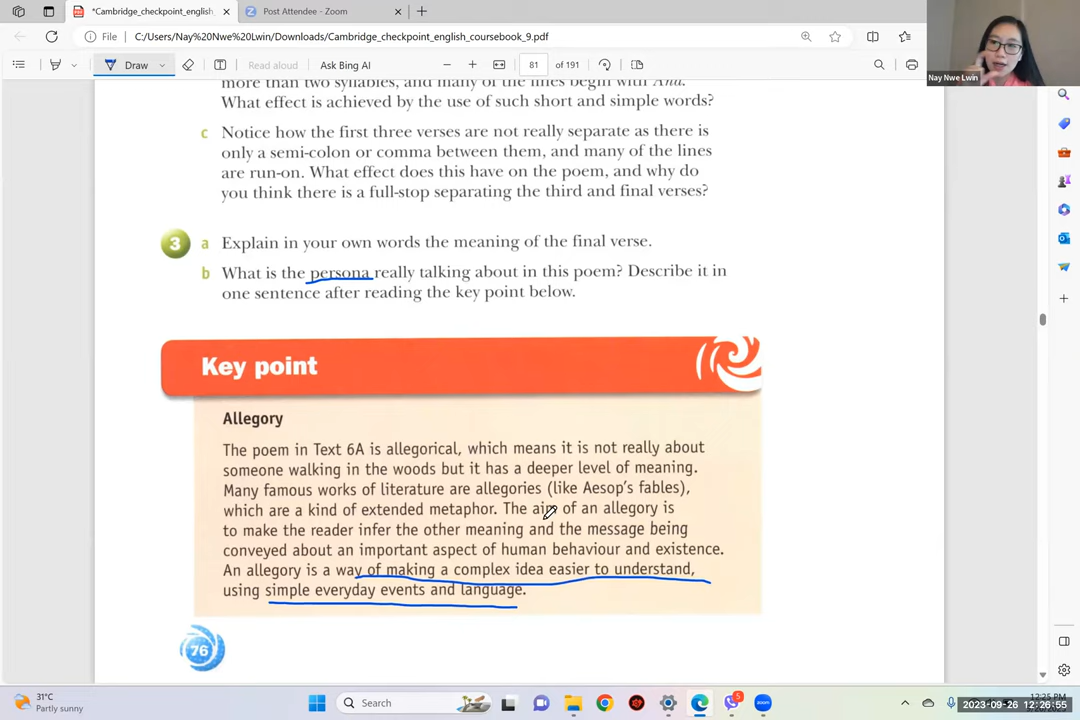 *Cambridge_checkpoint_english_
Post Attendee - Zoom
File
C:/Users/Nay%20Nwe%20Lwin/Downloads/Cambridge_checkpoint_english_coursebook_9.pdf
Draw
Read aloud
Ask Bing AI
81
of 191
Nay Nwe Lwin
more than two syllables, and many of the lines begin with And.
What effect is achieved by the use of such short and simple words?
c Notice how the first three verses are not really separate as there is
only a semi-colon or comma between them, and many of the lines
are run-on. What effect does this have on the poem, and why do
you think there is a full-stop separating the third and final verses?
3 a Explain in your own words the meaning of the final verse.
b What is the persona really talking about in this poem? Describe it in
one sentence after reading the key point below.
Key point
Allegory
The poem in Text 6A is allegorical, which means it is not really about
someone walking in the woods but it has a deeper level of meaning.
Many famous works of literature are allegories (like Aesop's fables),
which are a kind of extended metaphor. The aim of an allegory is
to make the reader infer the other meaning and the message being
conveyed about an important aspect of human behaviour and existence.
An allegory is a way of making a complex idea easier to understand,
using simple everyday events and language.
76
31°C
Partly sunny
Search
5
12:25 PM
2023-09-26 12:26:55